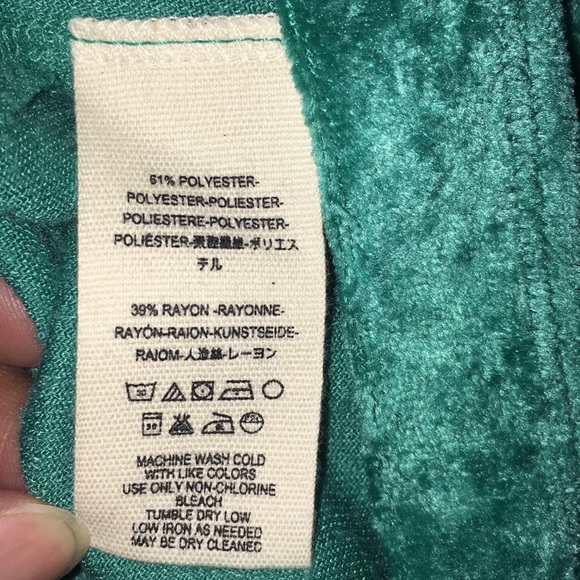 61% POLYESTER-
POLYESTER-POLIESTER-
POLIESTERE-POLYESTER-
POLIÉSTER-聚酯纖維-ポリエス
テル
39% RAYON -RAYONNE-
RAYÓN-RAION-KUNSTSEIDE-
RAIOM-人造絲-レーヨン
30
30
MACHINE WASH COLD
WITH LIKE COLORS
USE ONLY NON-CHLORINE
BLEACH
TUMBLE DRY LOW
LOW IRON AS NEEDED
MAY BE DRY CLEANED